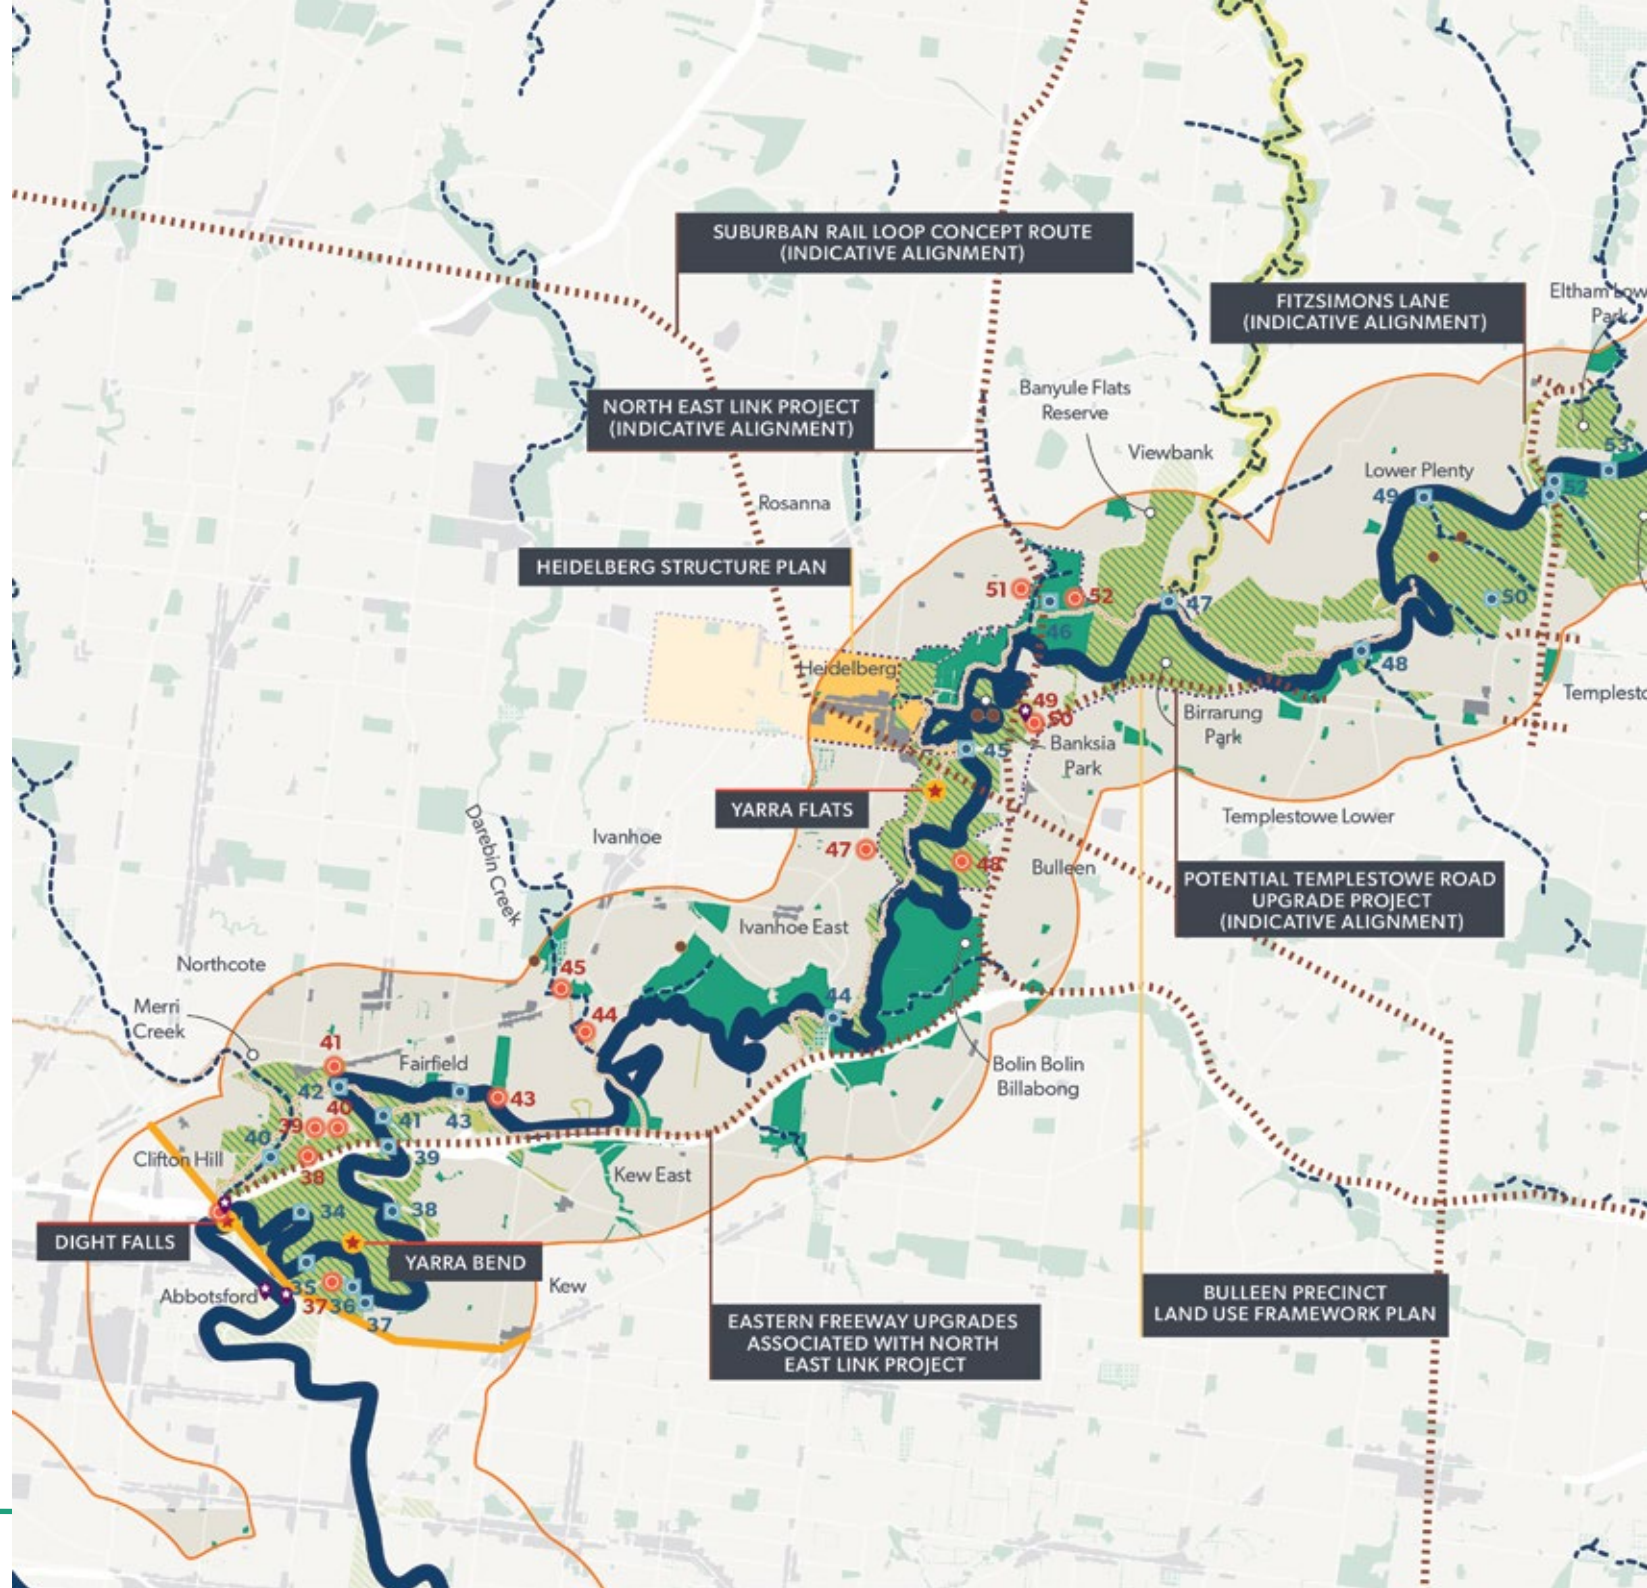 SUBURBAN RAIL LOOP CONCEPT ROUTE
(INDICATIVE ALIGNMENT)
FITZSIMONS LANE
(INDICATIVE ALIGNMENT)
Eltham Low
Park
NORTH EAST LINK PROJECT
(INDICATIVE ALIGNMENT)
Banyule Flats
Reserve
Viewbank
53
Lower Plenty
49
52
Rosanna
HEIDELBERG STRUCTURE PLAN
51
52
47
50
46
48
Heidelberg
49
50
Templesto
Birrarung
Park
45
Banksia
Park
YARRA FLATS
Templestowe Lower
Darebin Creek
Ivanhoe
47
48
Bulleen
POTENTIAL TEMPLESTOWE ROAD
UPGRADE PROJECT
(INDICATIVE ALIGNMENT)
Ivanhoe East
Northcote
45
44
Merri
Creek
44
41
Fairfield
Bolin Bolin
Billabong
42
43
40
39
41
43
40
39
Clifton Hill
38
Kew East
34
38
DIGHT FALLS
YARRA BEND
35
Kew
Abbotsford
37
36
37
BULLEEN PRECINCT
LAND USE FRAMEWORK PLAN
EASTERN FREEWAY UPGRADES
ASSOCIATED WITH NORTH
EAST LINK PROJECT